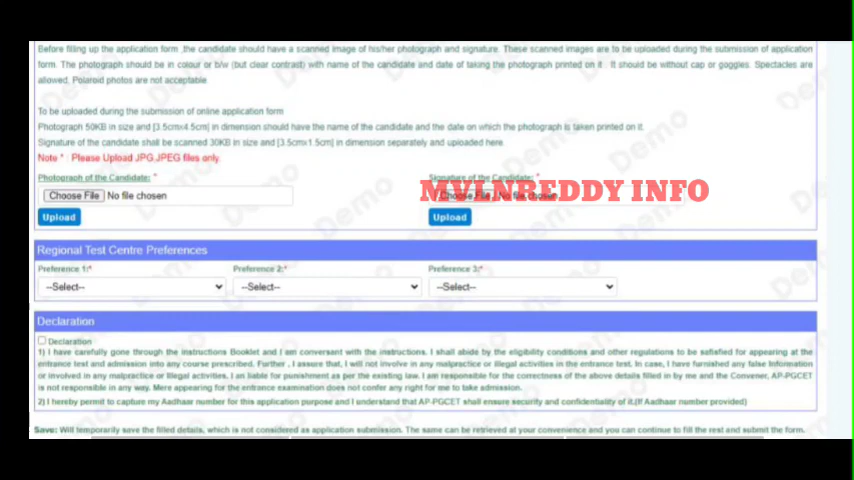 Before filling up the application form ,the candidate should have a scanned image of his/her photograph and signature. These scanned images are to be uploaded during the submission of application
form. The photograph should be in colour or b/w (but clear contrast) with name of the candidate and date of taking the photograph printed on it . It should be without cap or goggles. Spectacles are
allowed. Polaroid photos are not acceptable.
To be uploaded during the submission of online application form
Photograph 50KB in size and [3.5cmx4.5cm] in dimension should have the name of the candidate and the date on which the photograph is taken printed on it.
Signature of the candidate shall be scanned 30KB in size and [3.5cmx1.5cm] in dimension separately and uploaded here.
Note * : Please Upload JPG,JPEG files only.
Photograph of the Candidate: *
Signature of the Candidate: *
MVLNREDDY INFO
Choose File No file chosen
Choose File No file chosen
Upload
Upload
Regional Test Centre Preferences
Preference 1:* Preference 2:* Preference 3:*
--Select-- --Select-- --Select--
Declaration
Declaration
1) I have carefully gone through the instructions Booklet and I am conversant with the instructions. I shall abide by the eligibility conditions and other regulations to be satisfied for appearing at the
entrance test and admission into any course prescribed. Further , I assure that, I will not involve in any malpractice or illegal activities in the entrance test. In case, I have furnished any false Information
or involved in any malpractice or illegal activities, I am liable for punishment as per the existing law. I am responsible for the correctness of the above details filled in by me and the Convener, AP-PGCET
is not responsible in any way. Mere appearing for the entrance examination does not confer any right for me to take admission.
2) I hereby permit to capture my Aadhaar number for this application purpose and I understand that AP-PGCET shall ensure security and confidentiality of it.(If Aadhaar number provided)
Save: Will temporarily save the filled details, which is not considered as application submission. The same can be retrieved at your convenience and you can continue to fill the rest and submit the form.
Demo